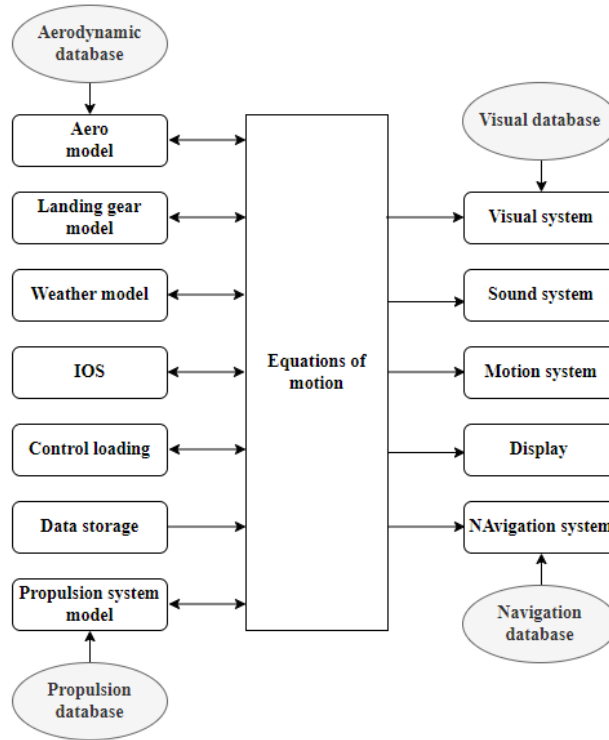 Aerodynamic
database
Aero
model
Landing gear
model
Weather model
IOS
Control loading
Data storage
Propulsion system
model
Propulsion
database
Equations of
motion
Visual database
Visual system
Sound system
Motion system
Display
NAvigation system
Navigation
database